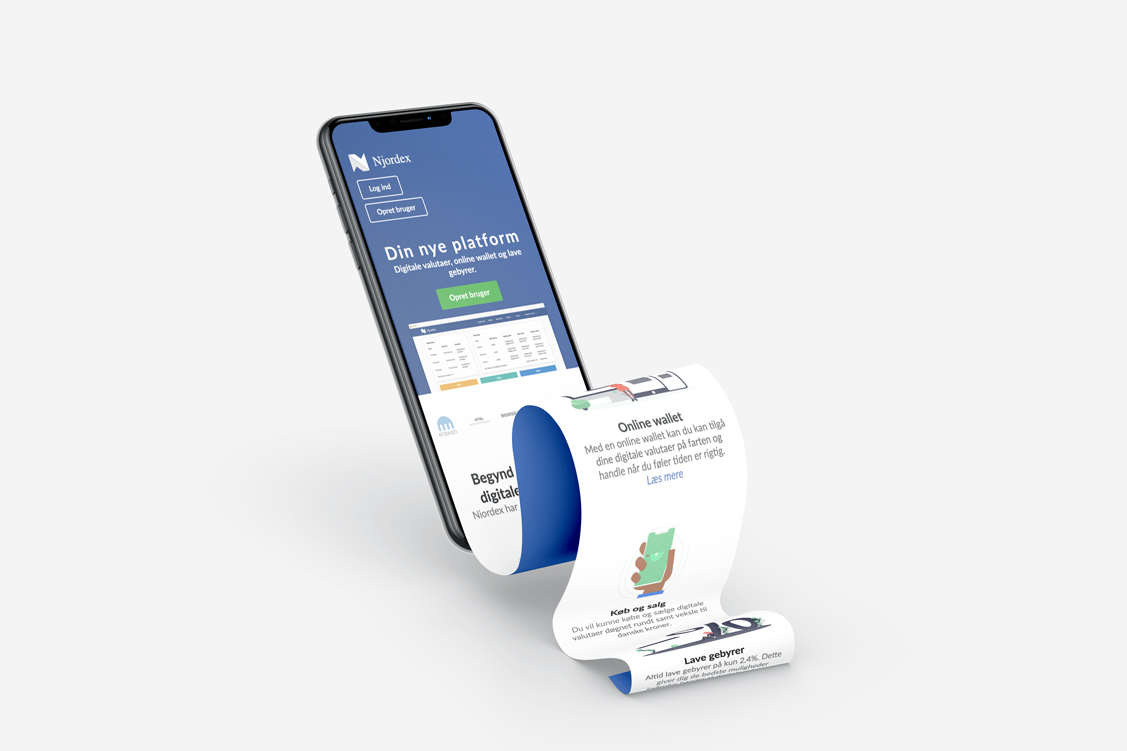 Njordex
Log ind
Opret bruger
Din nye platform
Digitale valutaer, online wallet og lave
gebyrer.
Opret bruger
Njordex
Begynd
digitale
Njordex har
Online wallet
Med en online wallet kan du kan tilgå
dine digitale valutaer på farten og
handle når du føler tiden er rigtig.
Læs mere
Køb og salg
Du vil kunne købe og sælge digitale
valutaer døgnet rundt samt veksle til
danske kroner.
Lave gebyrer
Altid lave gebyrer på kun 2,4%. Dette
giver dig de bedste muligheder